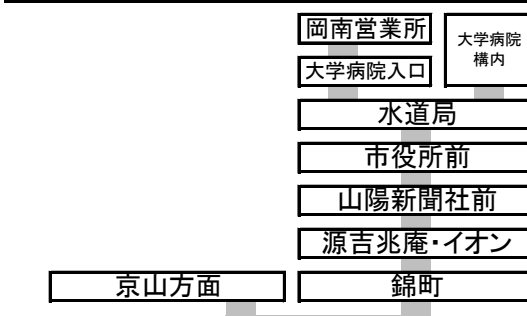 岡南営業所
大学病院
構内
大学病院入口
水道局
市役所前
山陽新聞社前
源吉兆庵・イオン
京山方面
錦町